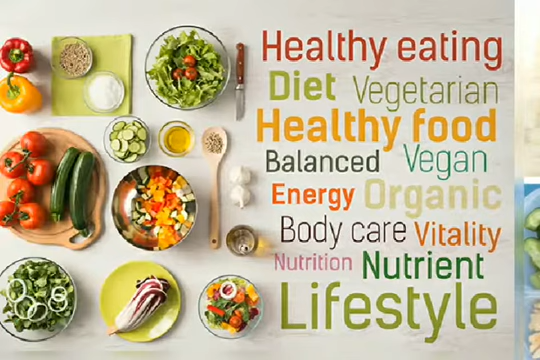 Healthy eating
Diet Vegetarian
Healthy food
Balanced Vegan
Energy Organic
Body care Vitality
Nutrition Nutrient
Lifestyle